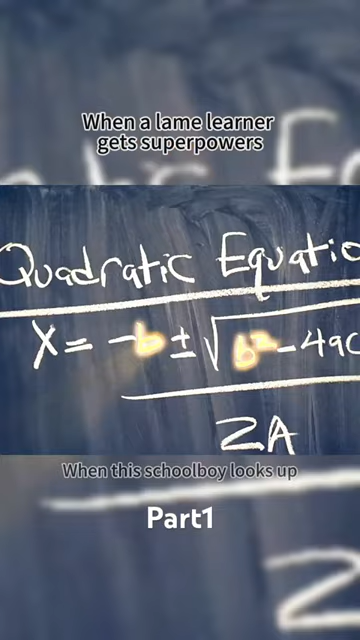 When a lame learner
gets superpowers
Quadratic Equatio
X = -b ± √b² - 4ac
2A
When this schoolboy looks up
Part1